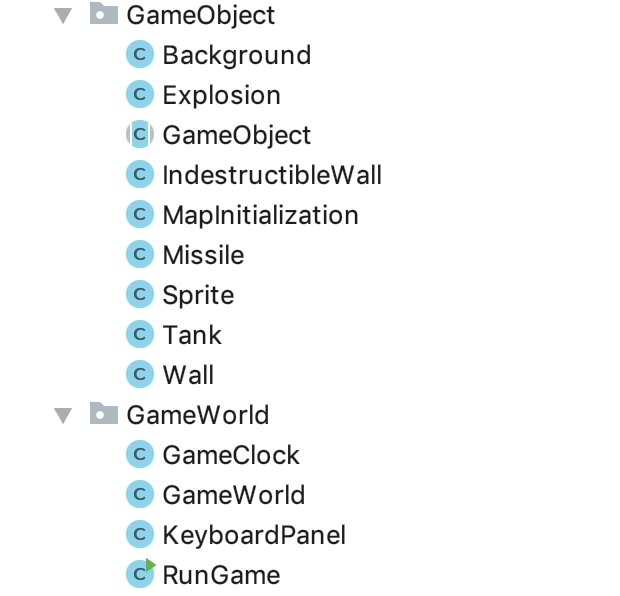 GameObject
C Background
C Explosion
C GameObject
C IndestructibleWall
C MapInitialization
C Missile
C Sprite
C Tank
C Wall
GameWorld
C GameClock
C GameWorld
C KeyboardPanel
C RunGame